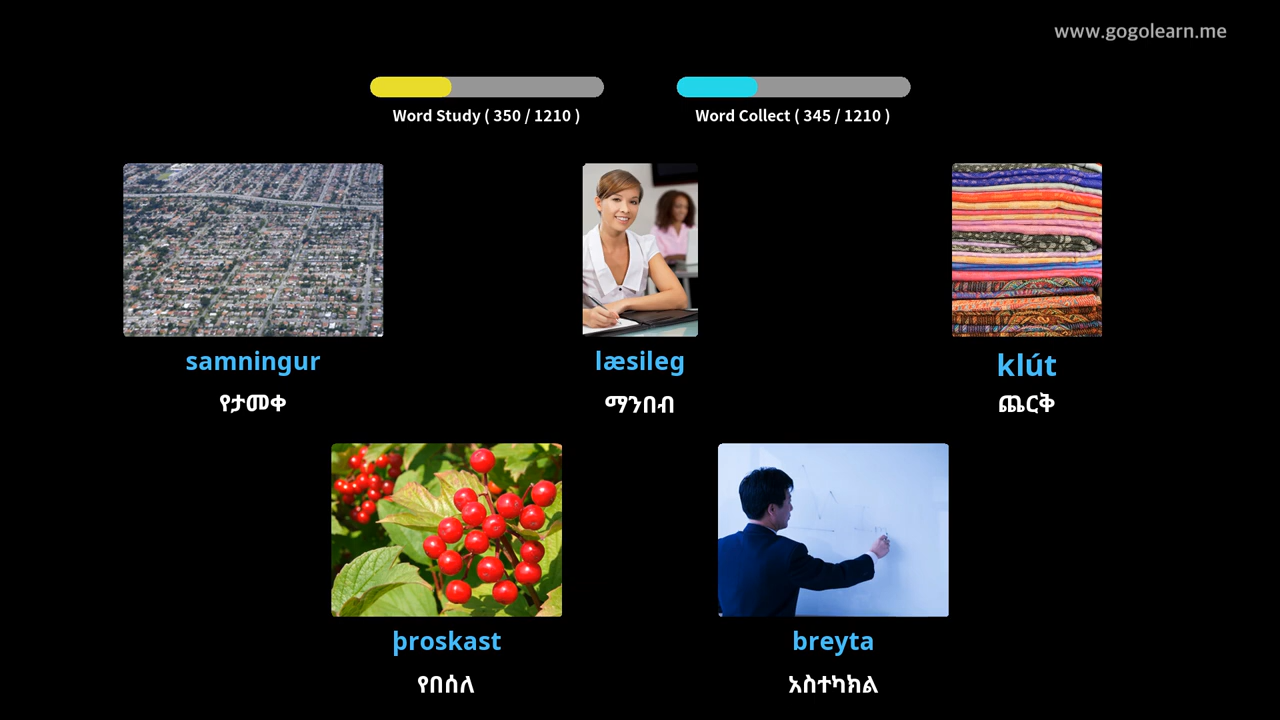 www.gogolearn.me
Word Study ( 350 / 1210 )
Word Collect ( 345 / 1210 )
samningur
læsileg
klút
የታመቀ
ማንበብ
ጨርቅ
þroskast
breyta
የበሰለ
አስተካክል